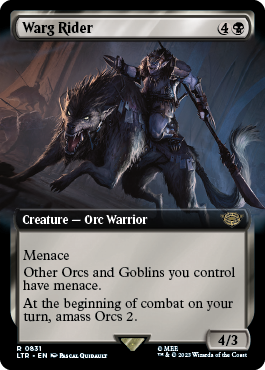 Warg Rider 4
Creature — Orc Warrior
Menace
Other Orcs and Goblins you control
have menace.
At the beginning of combat on your
turn, amass Orcs 2.
4/3
R 0831
LTR • EN Pascal Quidault
© MEE
™ & © 2023 Wizards of the Coast